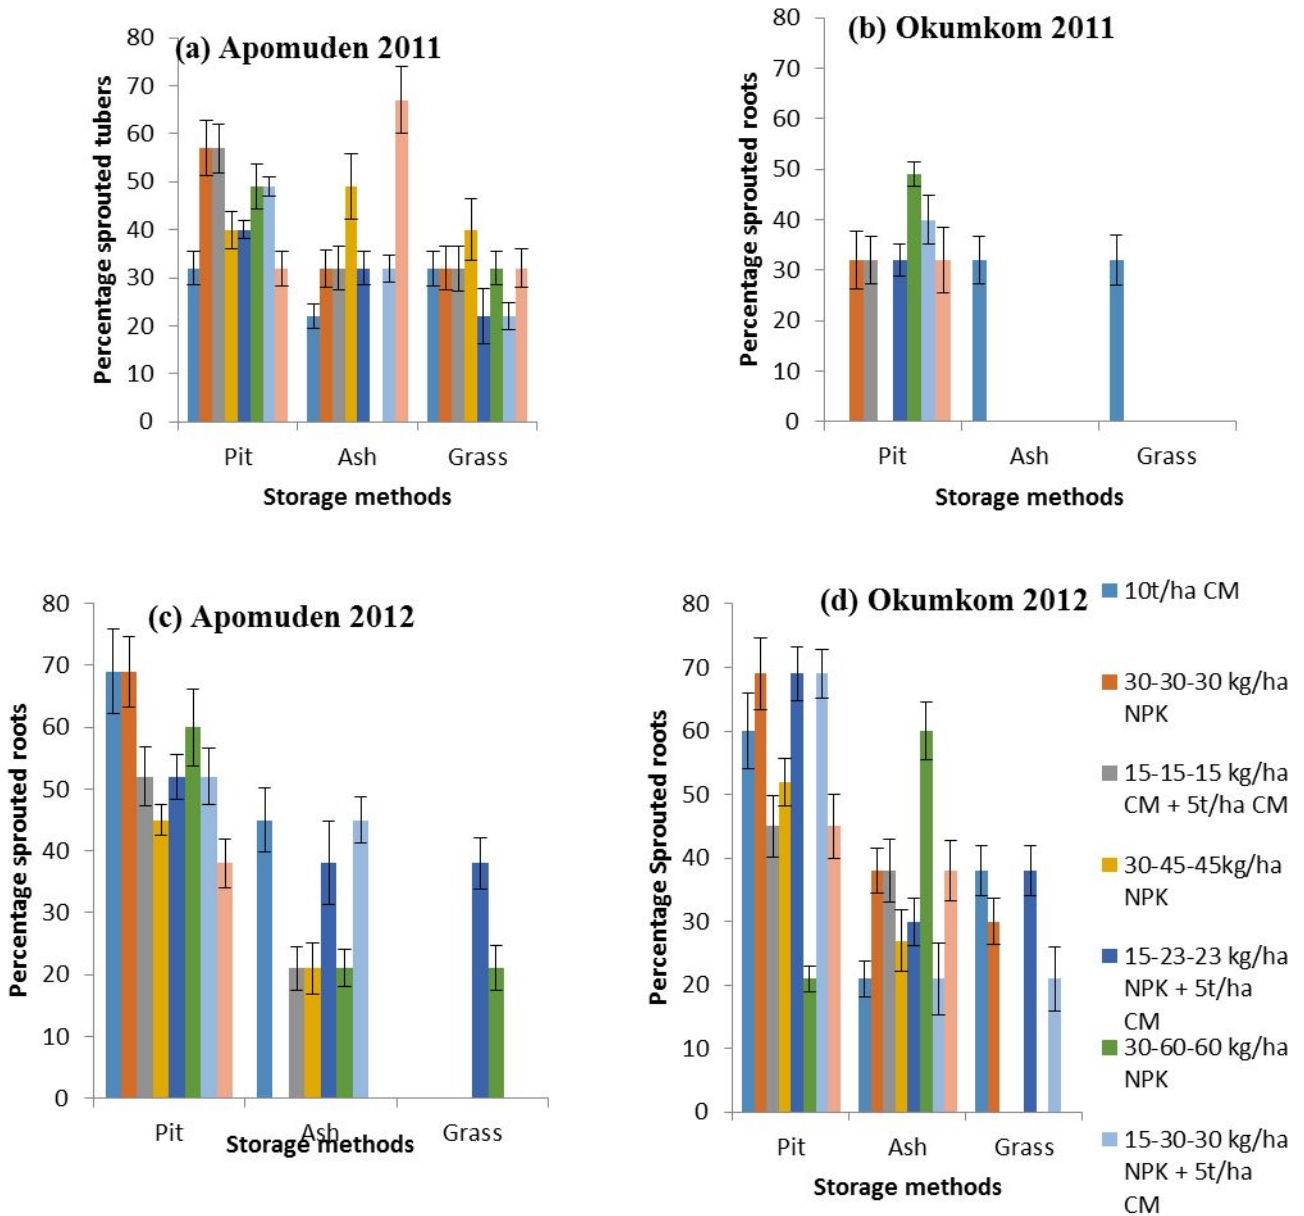 (a) Apomuden 2011
Percentage sprouted tubers
80
70
60
50
40
30
20
10
0
Pit Ash Grass
Storage methods
(b) Okumkom 2011
Percentage sprouted roots
80
70
60
50
40
30
20
10
0
Pit Ash Grass
Storage methods
(c) Apomuden 2012
Percentage sprouted roots
80
70
60
50
40
30
20
10
0
Pit Ash Grass
Storage methods
(d) Okumkom 2012
Percentage Sprouted roots
80
70
60
50
40
30
20
10
0
Pit Ash Grass
Storage methods
10t/ha CM
30-30-30 kg/ha
NPK
15-15-15 kg/ha
CM + 5t/ha CM
30-45-45kg/ha
NPK
15-23-23 kg/ha
NPK + 5t/ha
CM
30-60-60 kg/ha
NPK
15-30-30 kg/ha
NPK + 5t/ha
CM